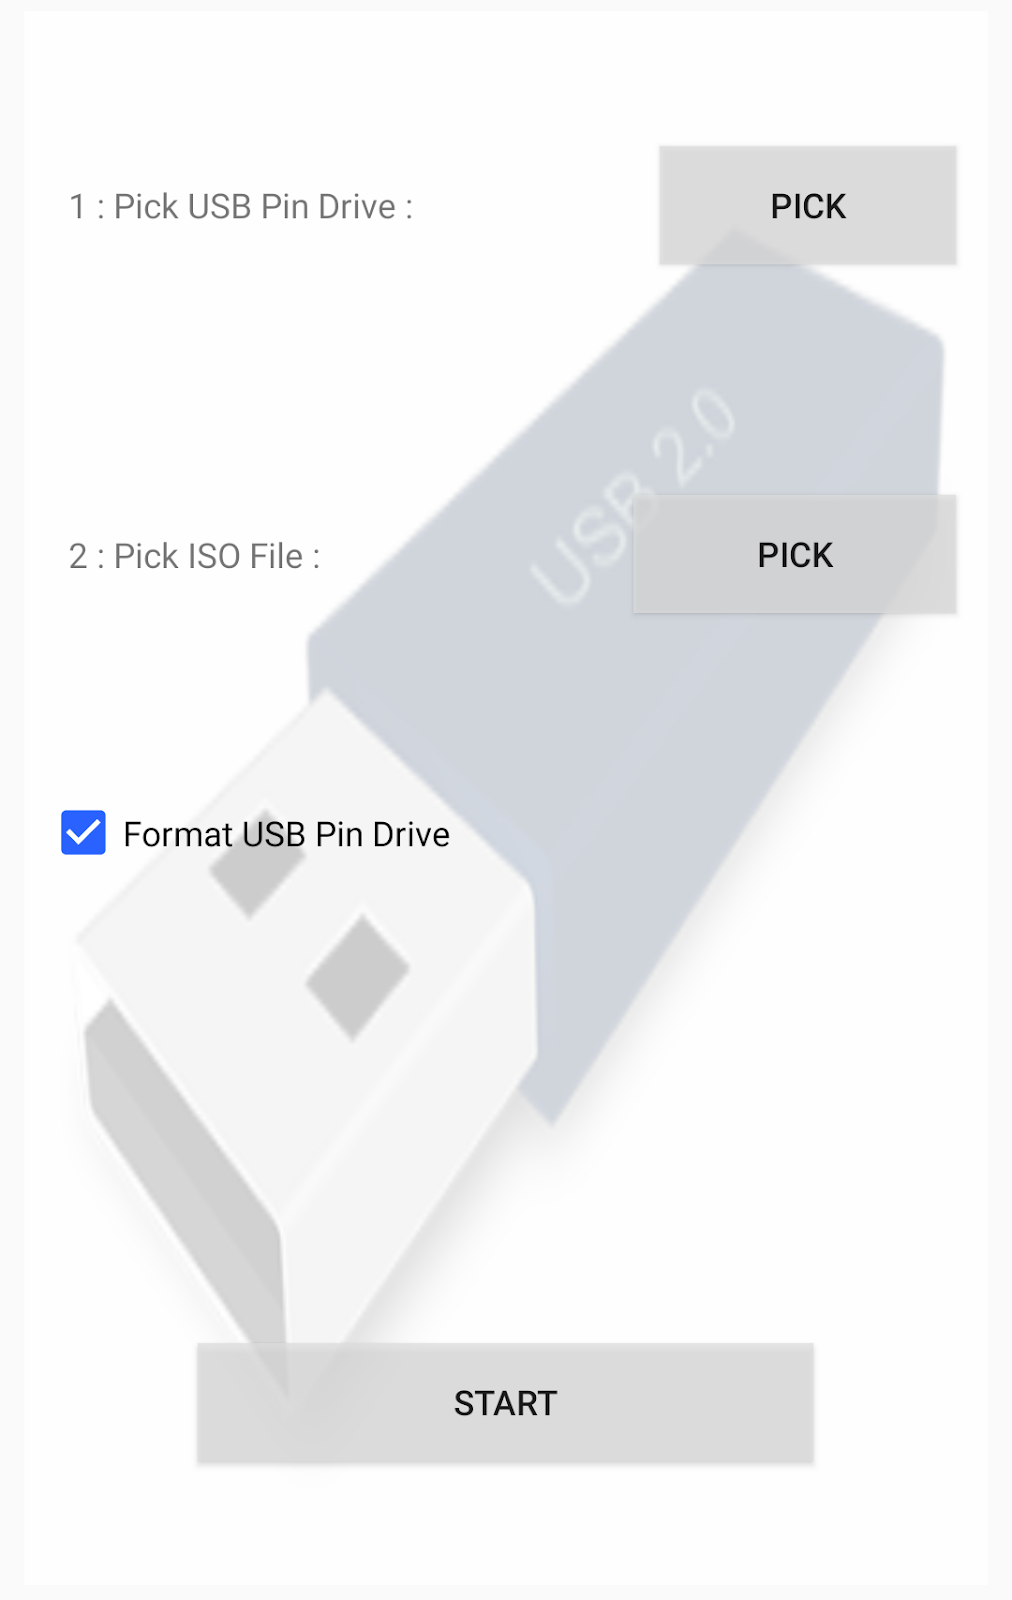 1 : Pick USB Pin Drive :
PICK
USB 2.0
2 : Pick ISO File :
PICK
Format USB Pin Drive
START